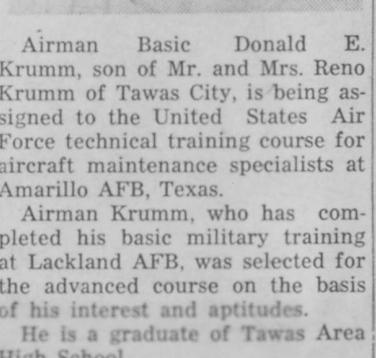 Airman Basic Donald E.
Krumm, son of Mr. and Mrs. Reno
Krumm of Tawas City, is being as-
signed to the United States Air
Force technical training course for
aircraft maintenance specialists at
Amarillo AFB, Texas.
Airman Krumm, who has com-
pleted his basic military training
at Lackland AFB, was selected for
the advanced course on the basis
of his interest and aptitudes.
He is a graduate of Tawas Area
High School